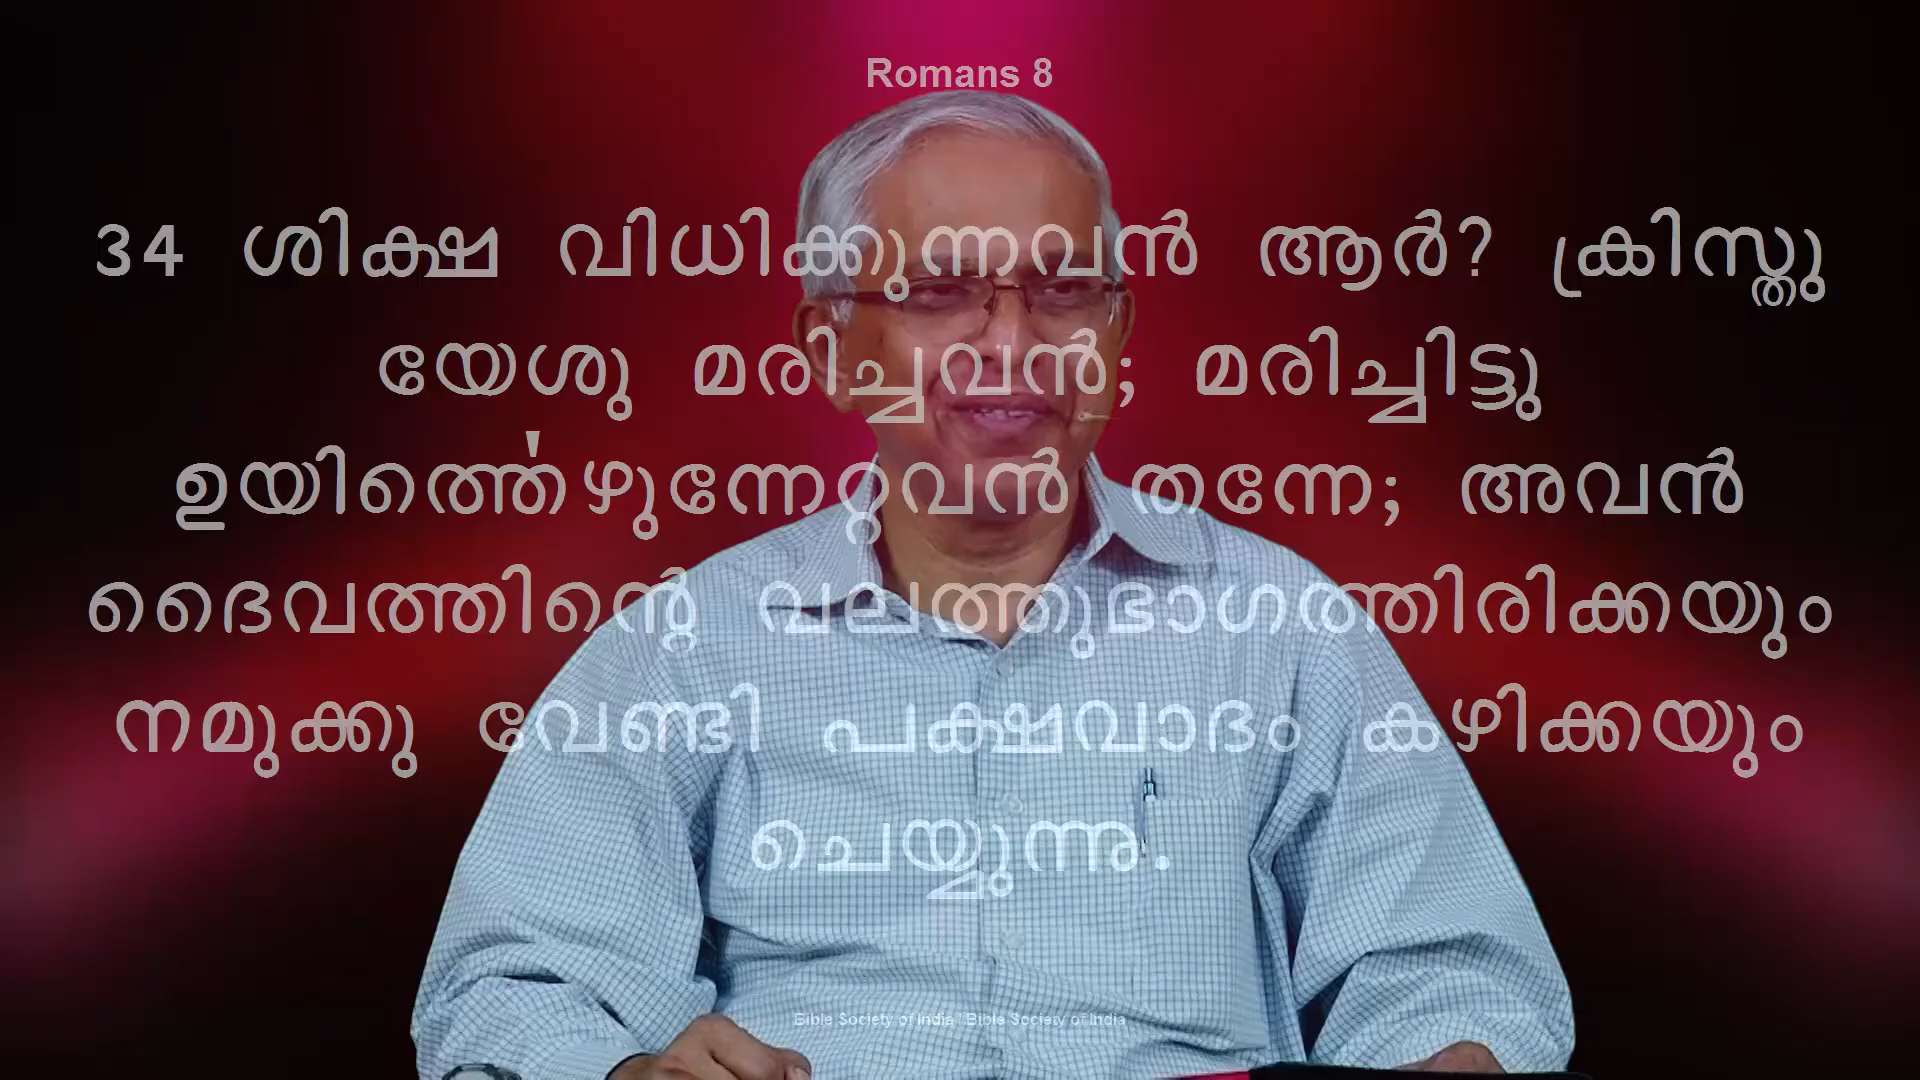 Romans 8
34 ശിക്ഷ വിധിക്കുന്നവൻ ആർ? ക്രിസ്തു
യേശു മരിച്ചവൻ; മരിച്ചിട്ടു
ഉയിർത്തെഴുന്നേറ്റവൻ തന്നേ; അവൻ
ദൈവത്തിന്റെ വലത്തുഭാഗത്തിരിക്കയും
നമുക്കു വേണ്ടി പക്ഷവാദം കഴിക്കയും
ചെയ്യുന്നു.
Bible Society of India / Bible Society of India